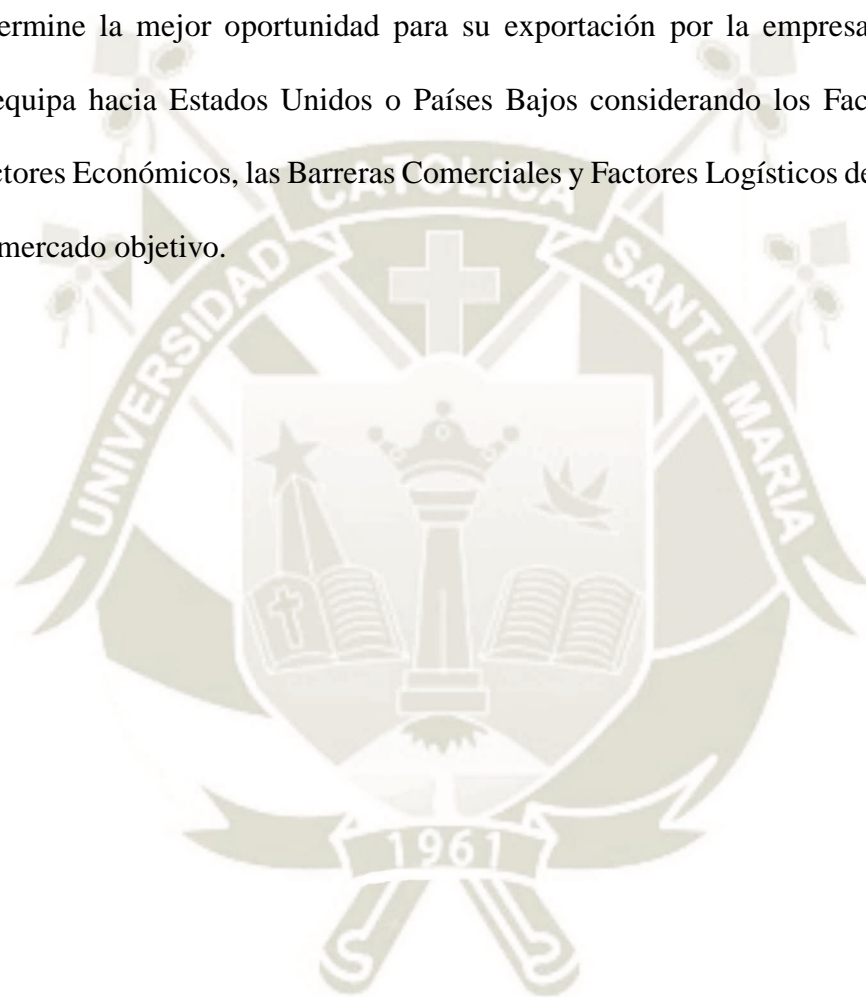 ermine la mejor oportunidad para su exportación por la empresa
equipa hacia Estados Unidos o Países Bajos considerando los Fac
ctores Económicos, las Barreras Comerciales y Factores Logísticos de
mercado objetivo.
UNIVERSIDAD CATOLICA SANTA MARIA
1961